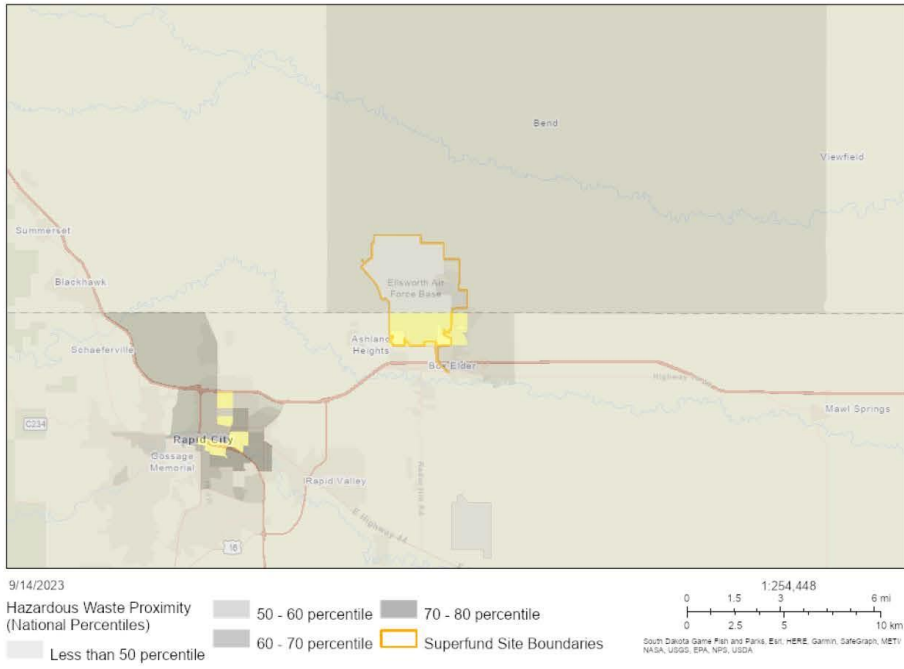 Bend
Viewfield
Summerset
Blackhawk
Ellsworth Air
Force Base
Ashland
Heights
Schaeferville
Box Elder
Mawl Springs
C234
Rapid City
Gossage
Memorial
Rapid Valley
E Highway 44
16
9/14/2023
Hazardous Waste Proximity
(National Percentiles)
Less than 50 percentile
50 - 60 percentile
60 - 70 percentile
70 - 80 percentile
Superfund Site Boundaries
1:254,448
0 1.5 3 6 mi
0 2.5 5 10 km
South Dakota Game Fish and Parks, Esri, HERE, Garmin, SafeGraph, METI/
NASA, USGS, EPA, NPS, USDA